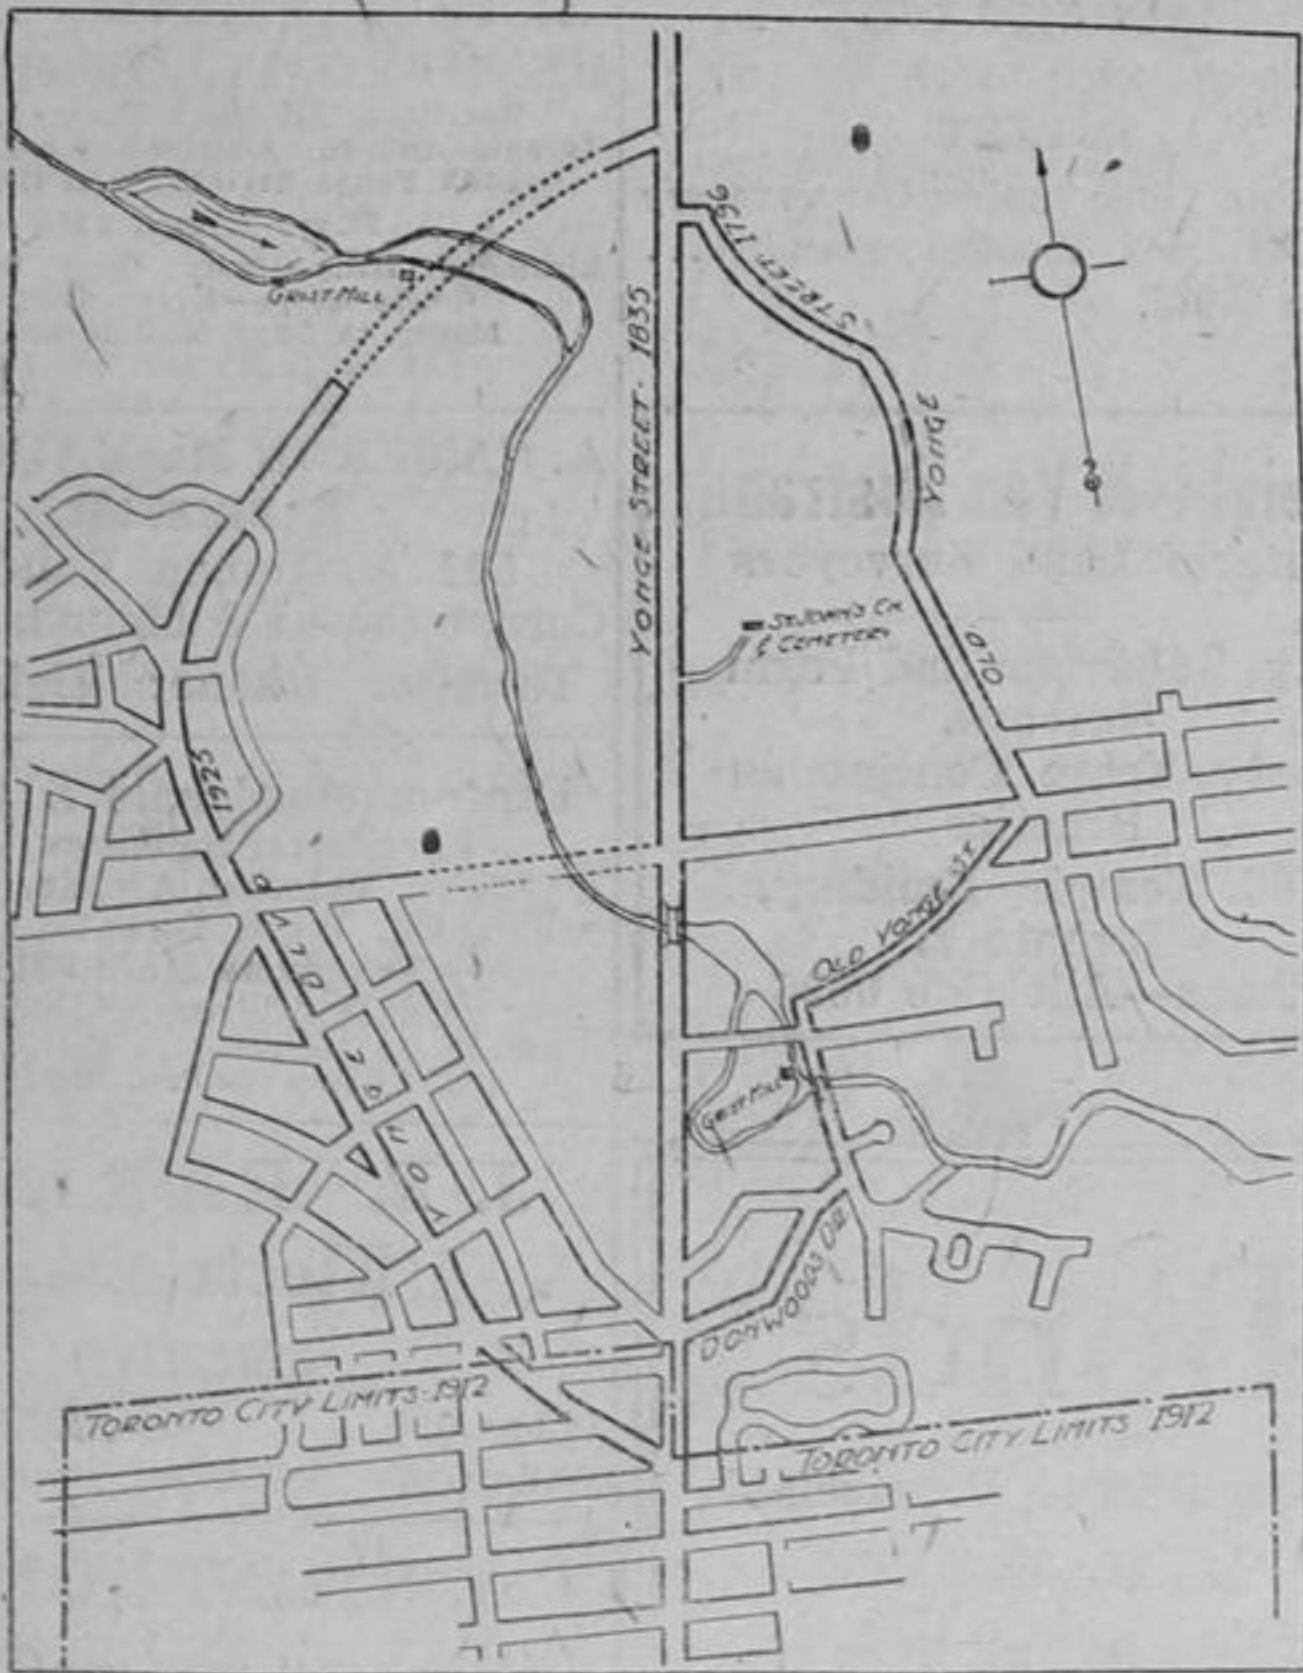 GRIST MILL
YONGE STREET. 1835
OLD YONGE STREET 1796
ST. JOHN'S CH.
& CEMETERY
YONGE BLVD 1923
OLD YONGE ST.
GRIST MILL
DONWOODS DR.
TORONTO CITY LIMITS 1912
TORONTO CITY LIMITS 1912